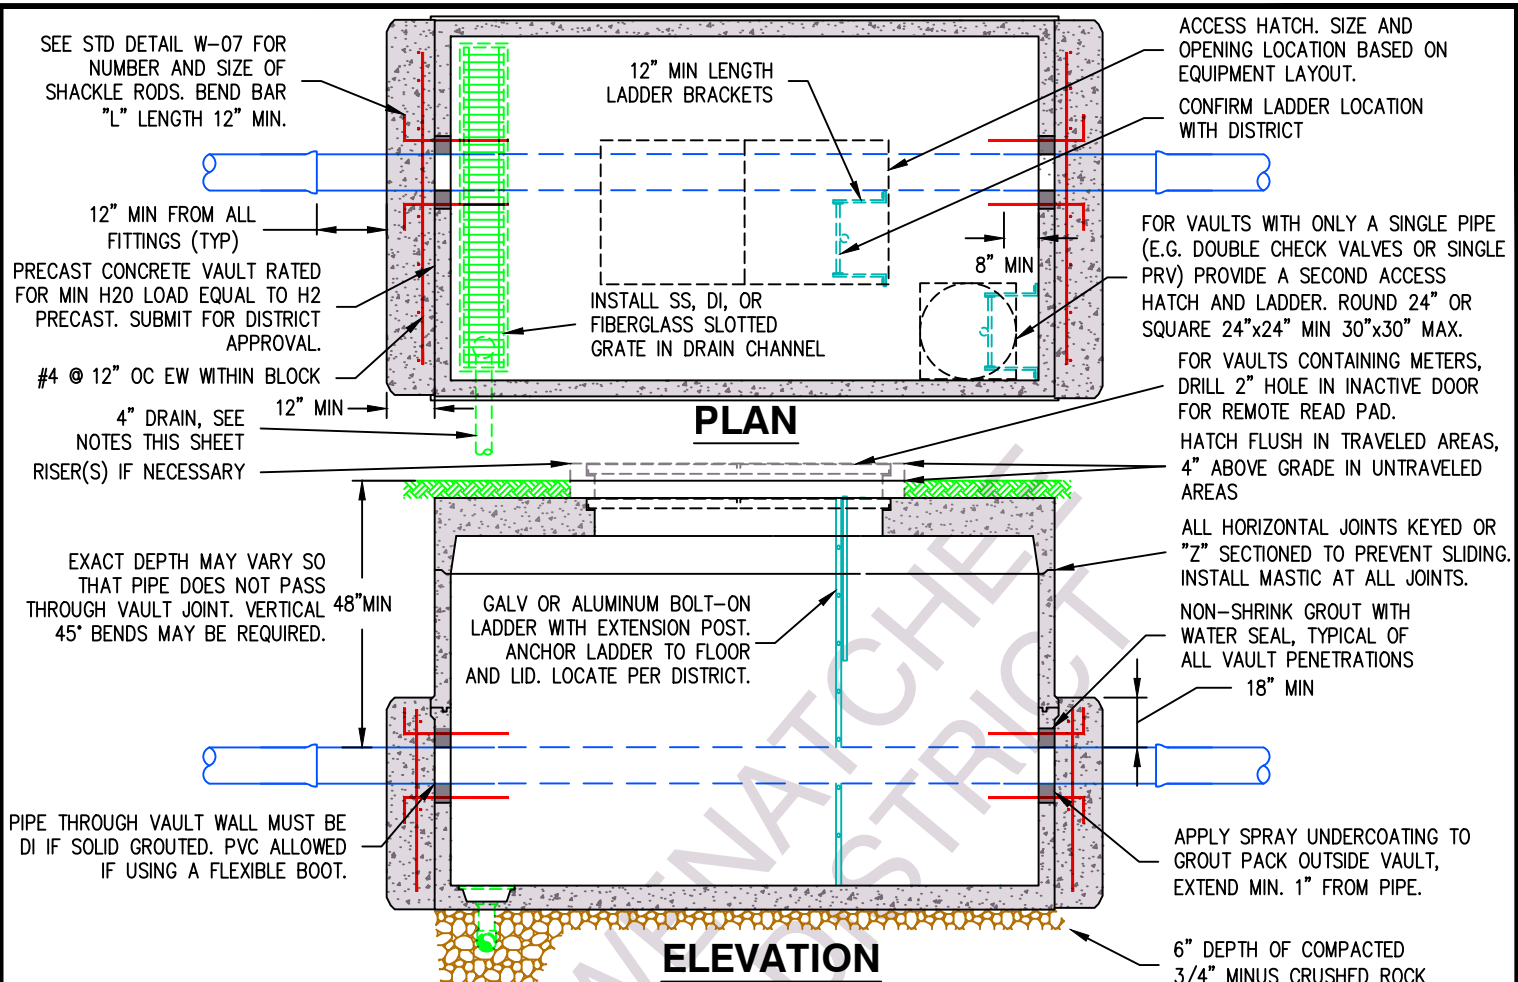 SEE STD DETAIL W-07 FOR
NUMBER AND SIZE OF
SHACKLE RODS. BEND BAR
"L" LENGTH 12" MIN.
12" MIN LENGTH
LADDER BRACKETS
ACCESS HATCH. SIZE AND
OPENING LOCATION BASED ON
EQUIPMENT LAYOUT.
CONFIRM LADDER LOCATION
WITH DISTRICT
12" MIN FROM ALL
FITTINGS (TYP)
PRECAST CONCRETE VAULT RATED
FOR MIN H20 LOAD EQUAL TO H2
PRECAST. SUBMIT FOR DISTRICT
APPROVAL.
#4 @ 12" OC EW WITHIN BLOCK
12" MIN
4" DRAIN, SEE
NOTES THIS SHEET
RISER(S) IF NECESSARY
INSTALL SS, DI, OR
FIBERGLASS SLOTTED
GRATE IN DRAIN CHANNEL
8" MIN
FOR VAULTS WITH ONLY A SINGLE PIPE
(E.G. DOUBLE CHECK VALVES OR SINGLE
PRV) PROVIDE A SECOND ACCESS
HATCH AND LADDER. ROUND 24" OR
SQUARE 24"x24" MIN 30"x30" MAX.
FOR VAULTS CONTAINING METERS,
DRILL 2" HOLE IN INACTIVE DOOR
FOR REMOTE READ PAD.
PLAN
HATCH FLUSH IN TRAVELED AREAS,
4" ABOVE GRADE IN UNTRAVELED
AREAS
ALL HORIZONTAL JOINTS KEYED OR
"Z" SECTIONED TO PREVENT SLIDING.
INSTALL MASTIC AT ALL JOINTS.
EXACT DEPTH MAY VARY SO
THAT PIPE DOES NOT PASS
THROUGH VAULT JOINT. VERTICAL
45° BENDS MAY BE REQUIRED.
48"MIN
GALV OR ALUMINUM BOLT-ON
LADDER WITH EXTENSION POST.
ANCHOR LADDER TO FLOOR
AND LID. LOCATE PER DISTRICT.
NON-SHRINK GROUT WITH
WATER SEAL, TYPICAL OF
ALL VAULT PENETRATIONS
18" MIN
PIPE THROUGH VAULT WALL MUST BE
DI IF SOLID GROUTED. PVC ALLOWED
IF USING A FLEXIBLE BOOT.
APPLY SPRAY UNDERCOATING TO
GROUT PACK OUTSIDE VAULT,
EXTEND MIN. 1" FROM PIPE.
ELEVATION
6" DEPTH OF COMPACTED
3/4" MINUS CRUSHED ROCK
WENATCHEE
DISTRICT